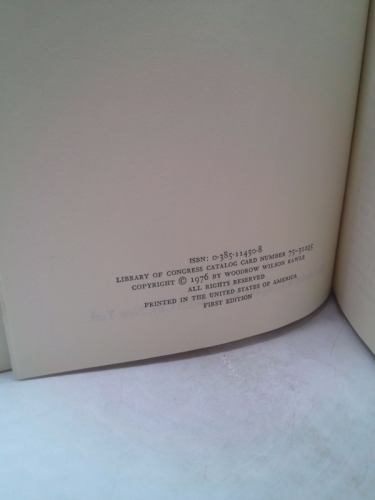 ISBN: 0-385-11450-8
LIBRARY OF CONGRESS CATALOG CARD NUMBER 75-21225
COPYRIGHT © 1976 BY WOODROW WILSON RAWLS
ALL RIGHTS RESERVED
PRINTED IN THE UNITED STATES OF AMERICA
FIRST EDITION